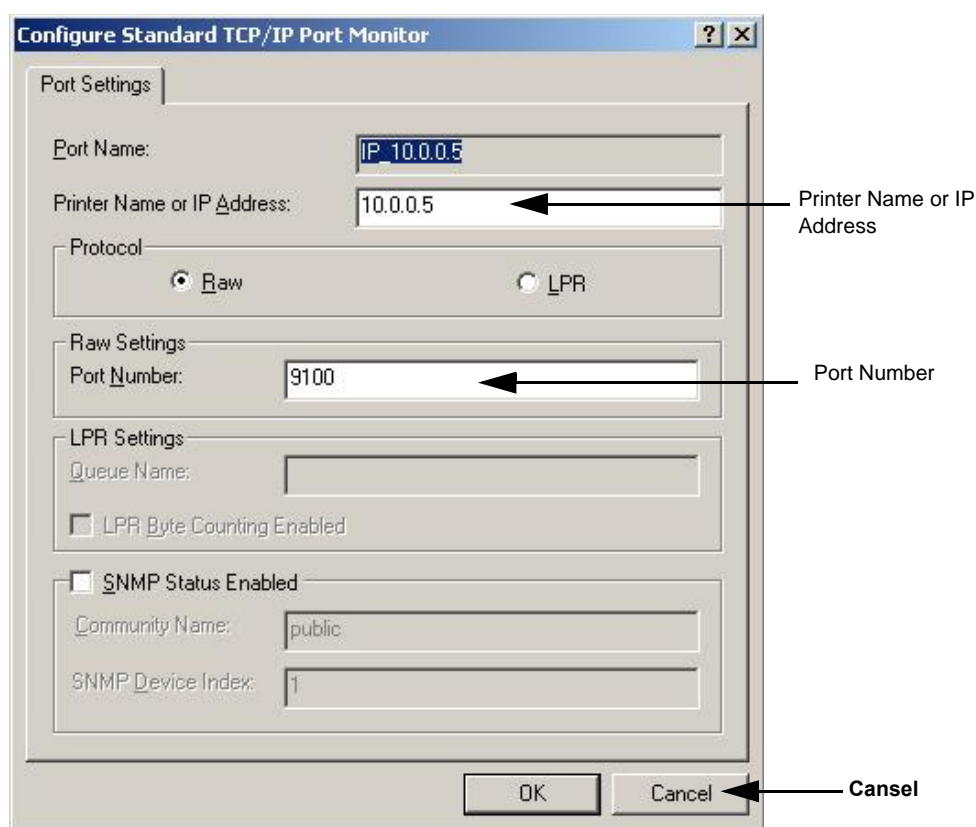 Configure Standard TCP/IP Port Monitor
Port Settings
Port Name:
IP_10.0.0.5
Printer Name or IP Address:
10.0.0.5
Printer Name or IP
Address
Protocol
Raw
LPR
Raw Settings
Port Number:
9100
Port Number
LPR Settings
Queue Name:
LPR Byte Counting Enabled
SNMP Status Enabled
Community Name:
public
SNMP Device Index:
1
OK
Cancel
Cansel